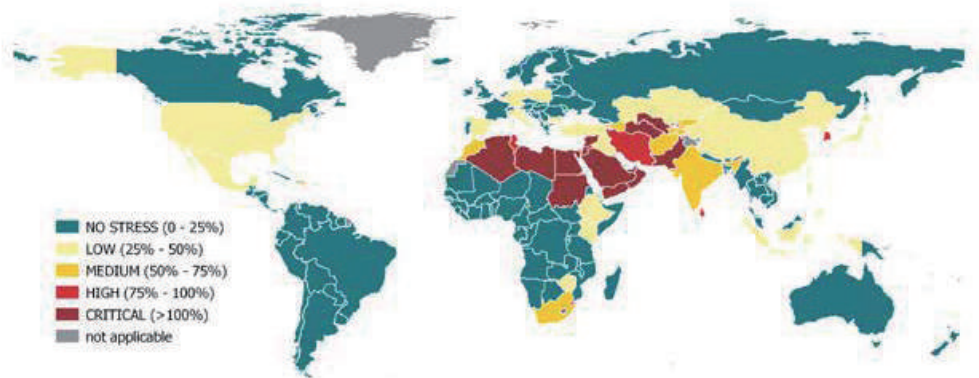 NO STRESS (0 - 25%)
LOW (25% - 50%)
MEDIUM (50% - 75%)
HIGH (75% - 100%)
CRITICAL (>100%)
not applicable